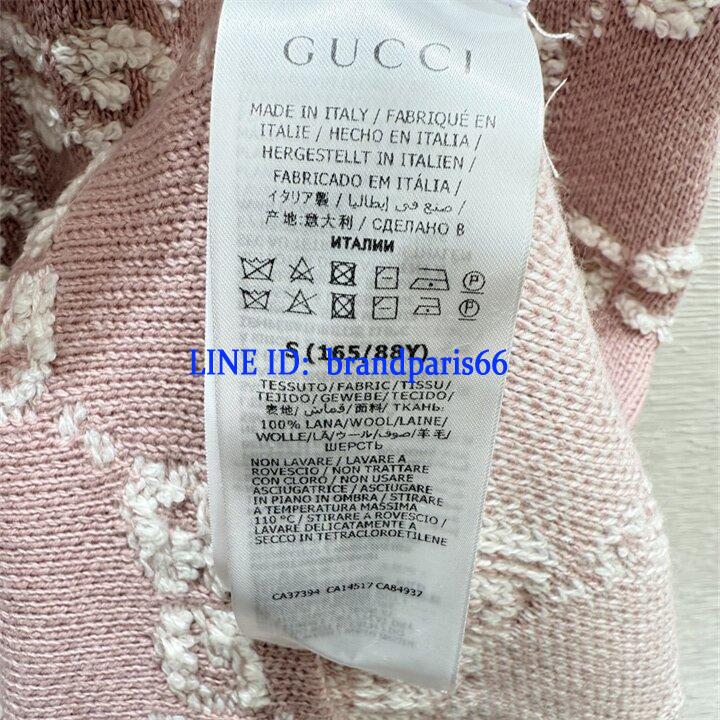 GUCCI
MADE IN ITALY / FABRIQUÉ EN
ITALIE / HECHO EN ITALIA /
HERGESTELLT IN ITALIEN /
FABRICADO EM ITÁLIA /
イタリア製 / صنع في إيطاليا /
产地:意大利 / СДЕЛАНО В
ИТАЛИИ
P
P
S (165/88Y)
LINE ID: brandparis66
TESSUTO/FABRIC/TISSU/
TEJIDO/GEWEBE/TECIDO/
表地/ قماش/ 面料/ ТКАНЬ:
100% LANA/WOOL/LAINE/
WOLLE/LÃ/ウール/صوف/羊毛/
ШЕРСТЬ
NON LAVARE / LAVARE A
ROVESCIO / NON TRATTARE
CON CLORO / NON USARE
ASCIUGATRICE / ASCIUGARE
IN PIANO IN OMBRA / STIRARE
A TEMPERATURA MASSIMA
110 °C / STIRARE A ROVESCIO /
LAVARE DELICATAMENTE A
SECCO IN TETRACLOROETILENE
CA37394 CA14517 CA84937